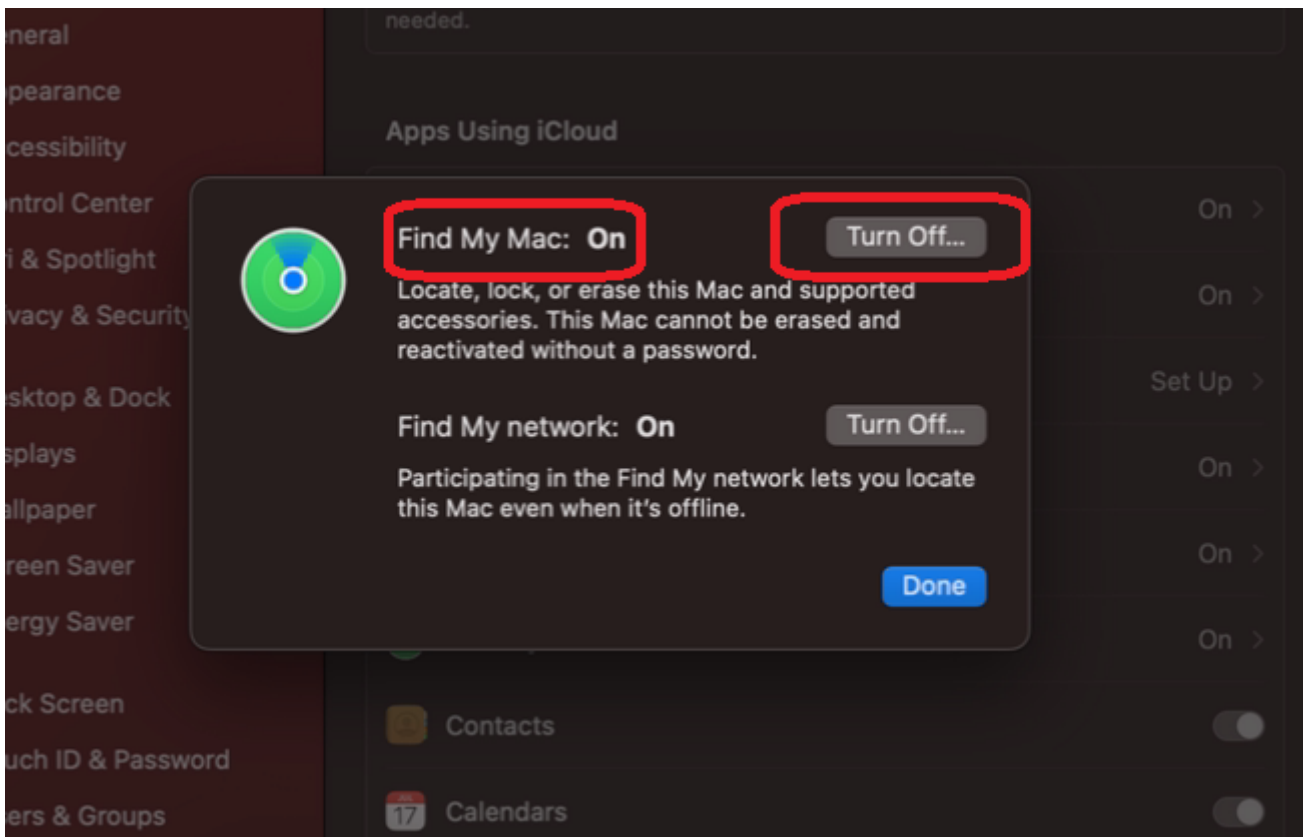 eneral
ppearance
ccessibility
ontrol Center
ri & Spotlight
ivacy & Security
esktop & Dock
splays
allpaper
reen Saver
ergy Saver
ck Screen
uch ID & Password
ers & Groups
needed.
Apps Using iCloud
On
On
Set Up
On
On
On
Contacts
JUL
17
Calendars
Find My Mac: On
Turn Off...
Locate, lock, or erase this Mac and supported
accessories. This Mac cannot be erased and
reactivated without a password.
Find My network: On
Turn Off...
Participating in the Find My network lets you locate
this Mac even when it's offline.
Done